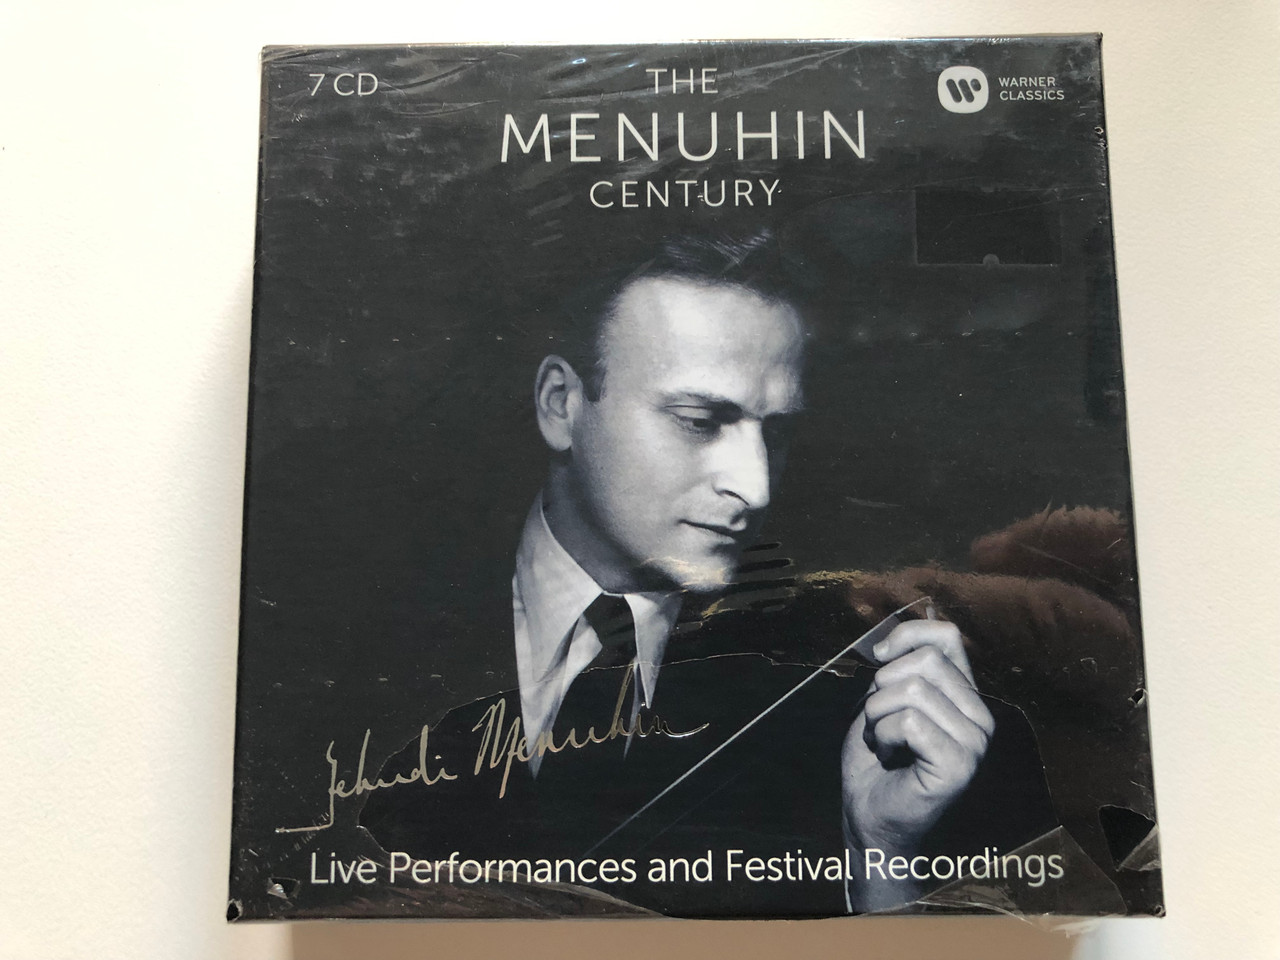 7 CD
THE
MENUHIN
CENTURY
WARNER
CLASSICS
Yehudi Menuhin
Live Performances and Festival Recordings